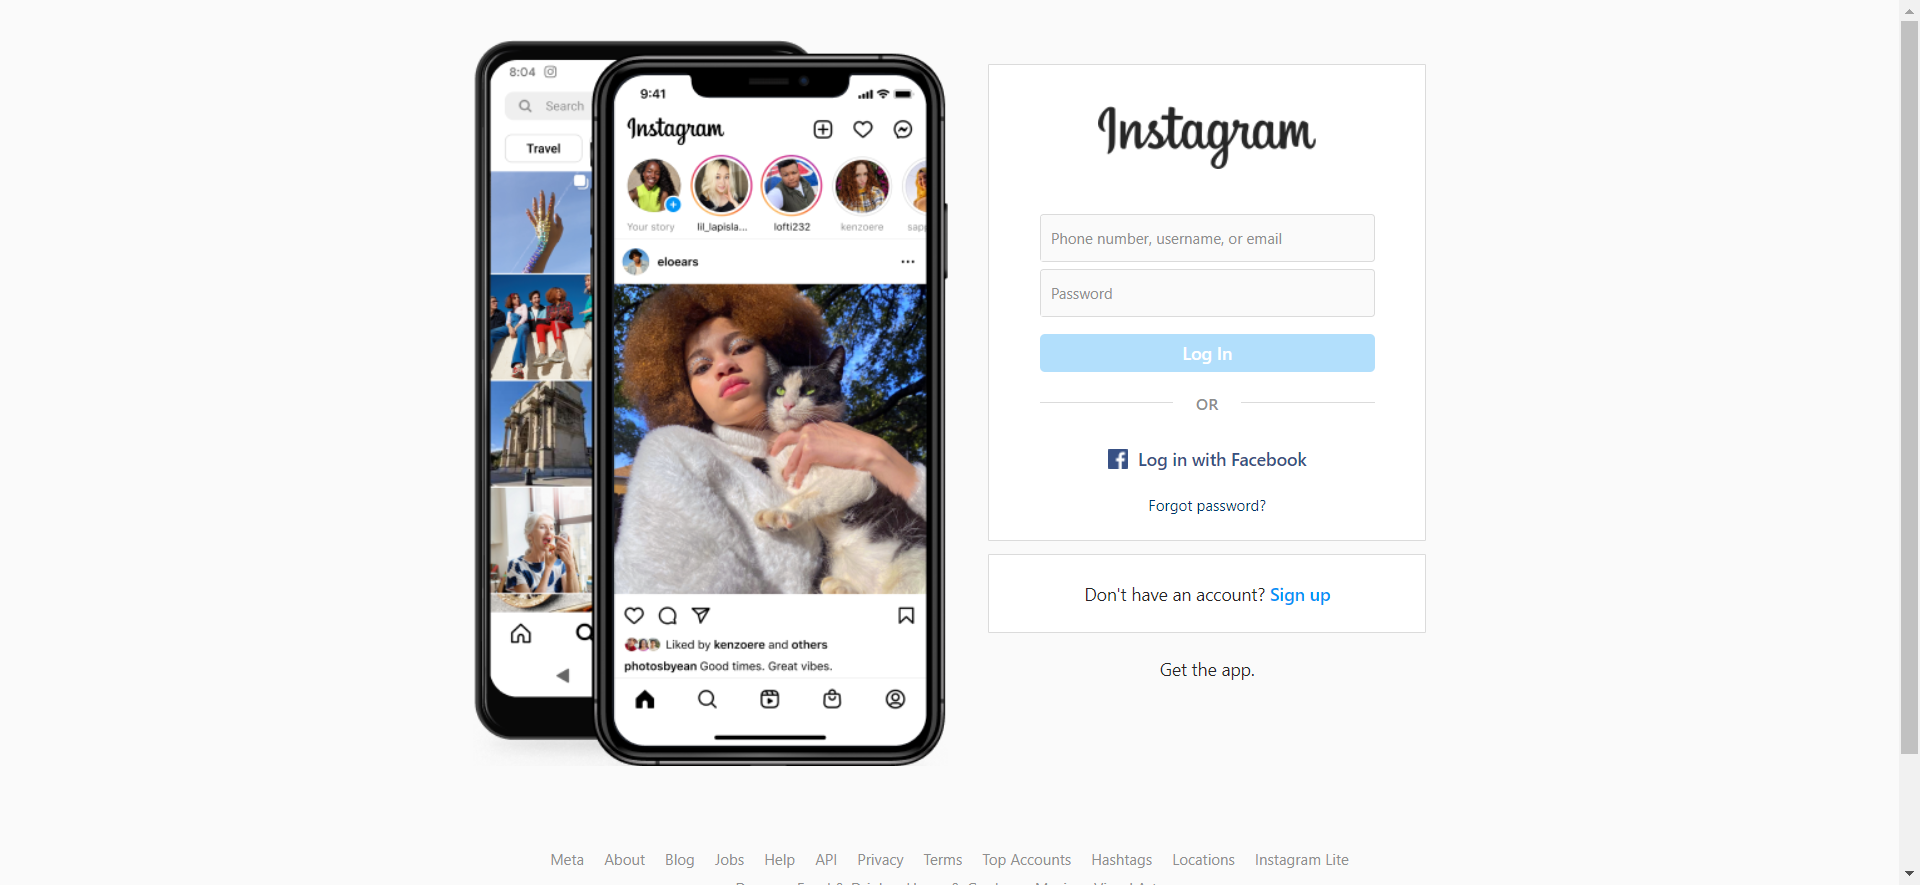 8:04
Search
Travel
9:41
Instagram
Your story
lil_lapisla...
lofti232
kenzoere
sap
eloears
Liked by kenzoere and others
photosbyean Good times. Great vibes.
Instagram
Phone number, username, or email
Password
Log In
OR
Log in with Facebook
Forgot password?
Don't have an account? Sign up
Get the app.
Meta About Blog Jobs Help API Privacy Terms Top Accounts Hashtags Locations Instagram Lite